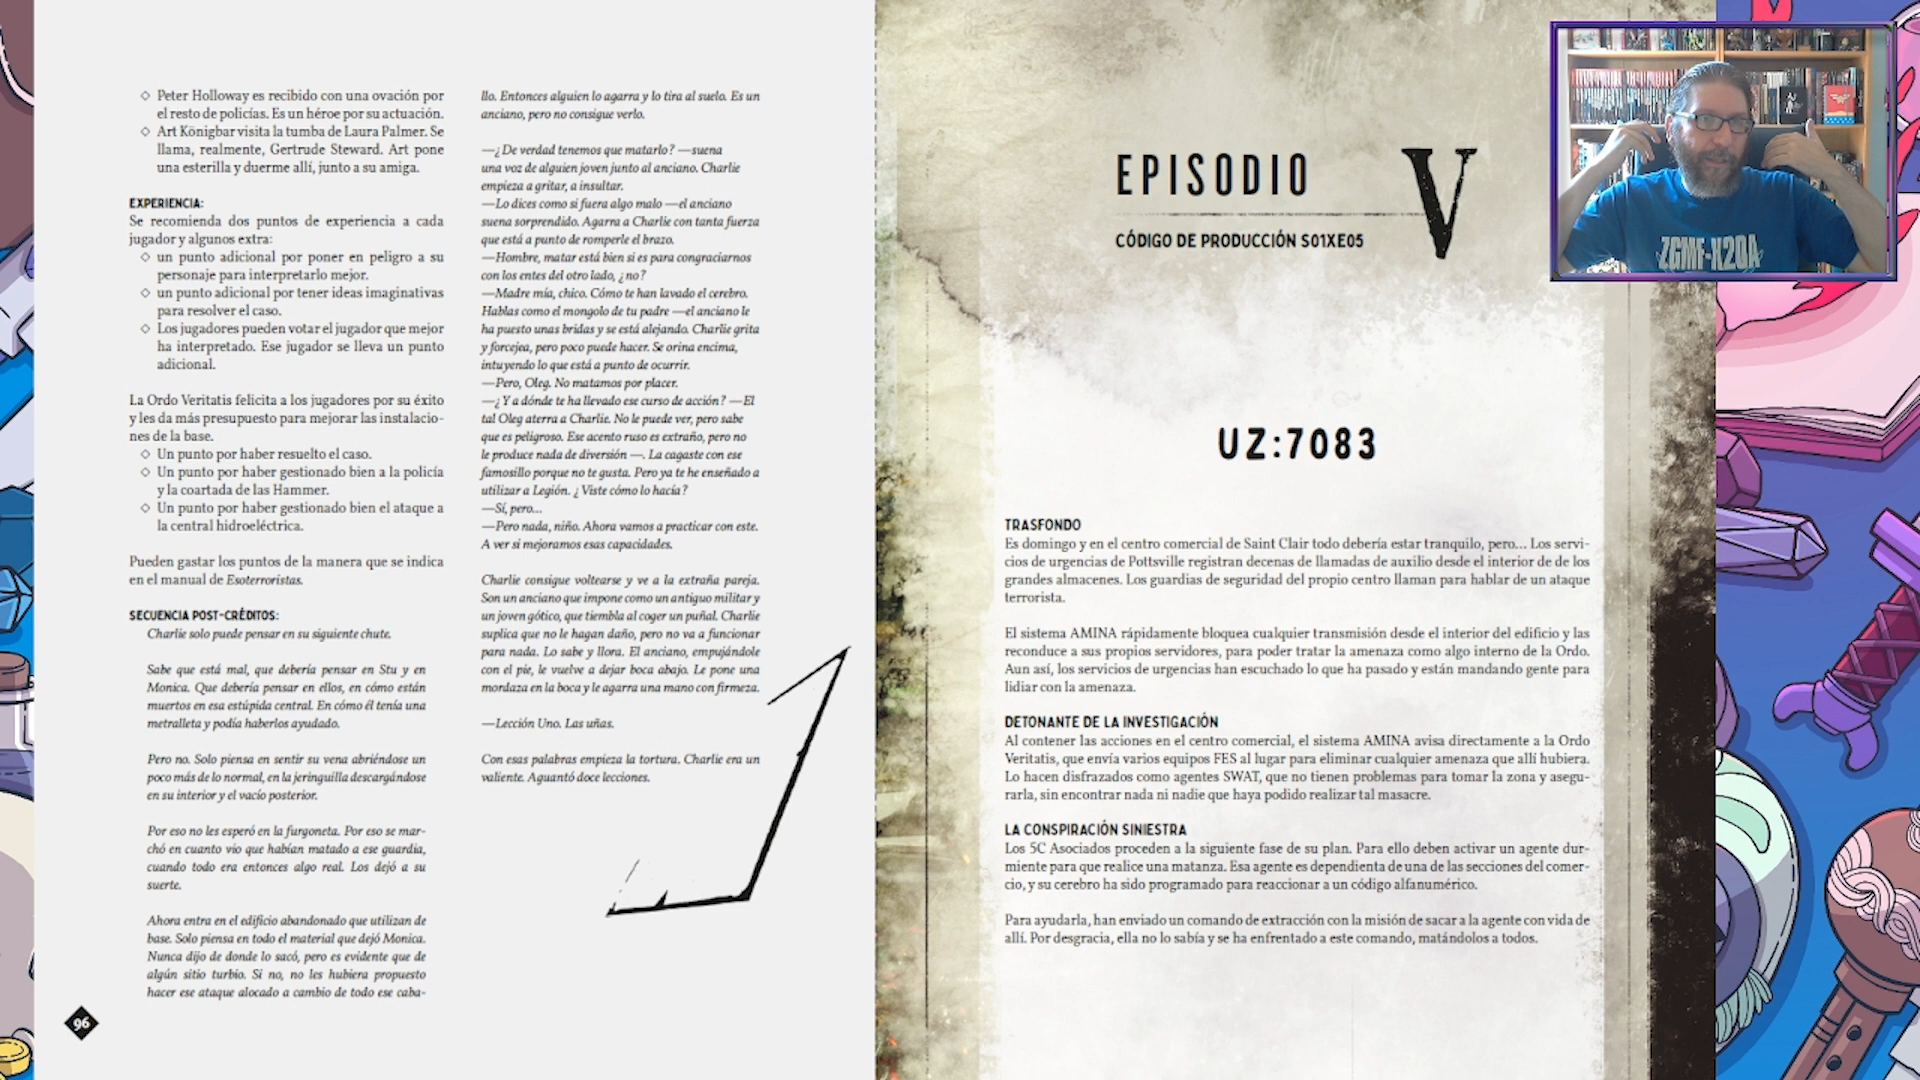 ◇ Peter Holloway es recibido con una ovación por
el resto de policías. Es un héroe por su actuación.
◇ Art Königbar visita la tumba de Laura Palmer. Se
llama, realmente, Gertrude Steward. Art pone
una esterilla y duerme allí, junto a su amiga.
EXPERIENCIA:
Se recomienda dos puntos de experiencia a cada
jugador y algunos extra:
◇ un punto adicional por poner en peligro a su
personaje para interpretarlo mejor.
◇ un punto adicional por tener ideas imaginativas
para resolver el caso.
◇ Los jugadores pueden votar el jugador que mejor
ha interpretado. Ese jugador se lleva un punto
adicional.
La Ordo Veritatis felicita a los jugadores por su éxito
y les da más presupuesto para mejorar las instalacio-
nes de la base.
◇ Un punto por haber resuelto el caso.
◇ Un punto por haber gestionado bien a la policía
y la coartada de las Hammer.
◇ Un punto por haber gestionado bien el ataque a
la central hidroeléctrica.
Pueden gastar los puntos de la manera que se indica
en el manual de Esoterroristas.
SECUENCIA POST-CRÉDITOS:
Charlie solo puede pensar en su siguiente chute.
Sabe que está mal, que debería pensar en Stu y en
Monica. Que debería pensar en ellos, en cómo están
muertos en esa estúpida central. En cómo él tenía una
metralleta y podía haberlos ayudado.
Pero no. Solo piensa en sentir su vena abriéndose un
poco más de lo normal, en la jeringuilla descargándose
en su interior y el vacío posterior.
Por eso no les esperó en la furgoneta. Por eso se mar-
chó en cuanto vio que habían matado a ese guardia,
cuando todo era entonces algo real. Los dejó a su
suerte.
Ahora entra en el edificio abandonado que utilizan de
base. Solo piensa en todo el material que dejó Monica.
Nunca dijo de donde lo sacó, pero es evidente que de
algún sitio turbio. Si no, no les hubiera propuesto
hacer ese ataque alocado a cambio de todo ese caba-
96
llo. Entonces alguien lo agarra y lo tira al suelo. Es un
anciano, pero no consigue verlo.
—¿De verdad tenemos que matarlo? —suena
una voz de alguien joven junto al anciano. Charlie
empieza a gritar, a insultar.
—Lo dices como si fuera algo malo —el anciano
suena sorprendido. Agarra a Charlie con tanta fuerza
que está a punto de romperle el brazo.
—Hombre, matar está bien si es para congraciarnos
con los entes del otro lado, ¿no?
—Madre mía, chico. Cómo te han lavado el cerebro.
Hablas como el mongolo de tu padre —el anciano le
ha puesto unas bridas y se está alejando. Charlie grita
y forcejea, pero poco puede hacer. Se orina encima,
intuyendo lo que está a punto de ocurrir.
—Pero, Oleg. No matamos por placer.
—¿Y a dónde te ha llevado ese curso de acción? —El
tal Oleg aterra a Charlie. No le puede ver, pero sabe
que es peligroso. Ese acento ruso es extraño, pero no
le produce nada de diversión —. La cagaste con ese
famosillo porque no te gusta. Pero ya te he enseñado a
utilizar a Legión. ¿Viste cómo lo hacía?
—Sí, pero...
—Pero nada, niño. Ahora vamos a practicar con este.
A ver si mejoramos esas capacidades.
Charlie consigue voltearse y ve a la extraña pareja.
Son un anciano que impone como un antiguo militar y
un joven gótico, que tiembla al coger un puñal. Charlie
suplica que no le hagan daño, pero no va a funcionar
para nada. Lo sabe y llora. El anciano, empujándole
con el pie, le vuelve a dejar boca abajo. Le pone una
mordaza en la boca y le agarra una mano con firmeza.
—Lección Uno. Las uñas.
Con esas palabras empieza la tortura. Charlie era un
valiente. Aguantó doce lecciones.
EPISODIO V
CÓDIGO DE PRODUCCIÓN S01XE05
UZ:7083
TRASFONDO
Es domingo y en el centro comercial de Saint Clair todo debería estar tranquilo, pero... Los servi-
cios de urgencias de Pottsville registran decenas de llamadas de auxilio desde el interior de de los
grandes almacenes. Los guardias de seguridad del propio centro llaman para hablar de un ataque
terrorista.
El sistema AMINA rápidamente bloquea cualquier transmisión desde el interior del edificio y las
reconduce a sus propios servidores, para poder tratar la amenaza como algo interno de la Ordo.
Aun así, los servicios de urgencias han escuchado lo que ha pasado y están mandando gente para
lidiar con la amenaza.
DETONANTE DE LA INVESTIGACIÓN
Al contener las acciones en el centro comercial, el sistema AMINA avisa directamente a la Ordo
Veritatis, que envía varios equipos FES al lugar para eliminar cualquier amenaza que allí hubiera.
Lo hacen disfrazados como agentes SWAT, que no tienen problemas para tomar la zona y asegu-
rarla, sin encontrar nada ni nadie que haya podido realizar tal masacre.
LA CONSPIRACIÓN SINIESTRA
Los 5C Asociados proceden a la siguiente fase de su plan. Para ello deben activar un agente dur-
miente para que realice una matanza. Esa agente es dependienta de una de las secciones del comer-
cio, y su cerebro ha sido programado para reaccionar a un código alfanumérico.
Para ayudarla, han enviado un comando de extracción con la misión de sacar a la agente con vida de
allí. Por desgracia, ella no lo sabía y se ha enfrentado a este comando, matándolos a todos.
ZGMF-X20A